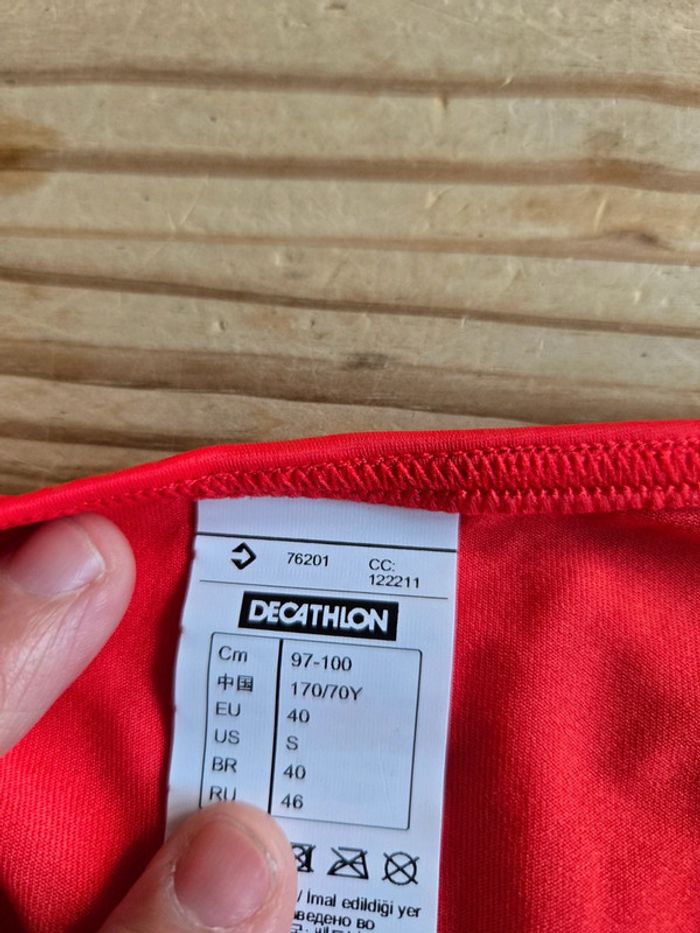 76201 CC:
122211
DECATHLON
Cm 97-100
中国 170/70Y
EU 40
US S
BR 40
RU 46
/ İmal edildiği yer
ведено во